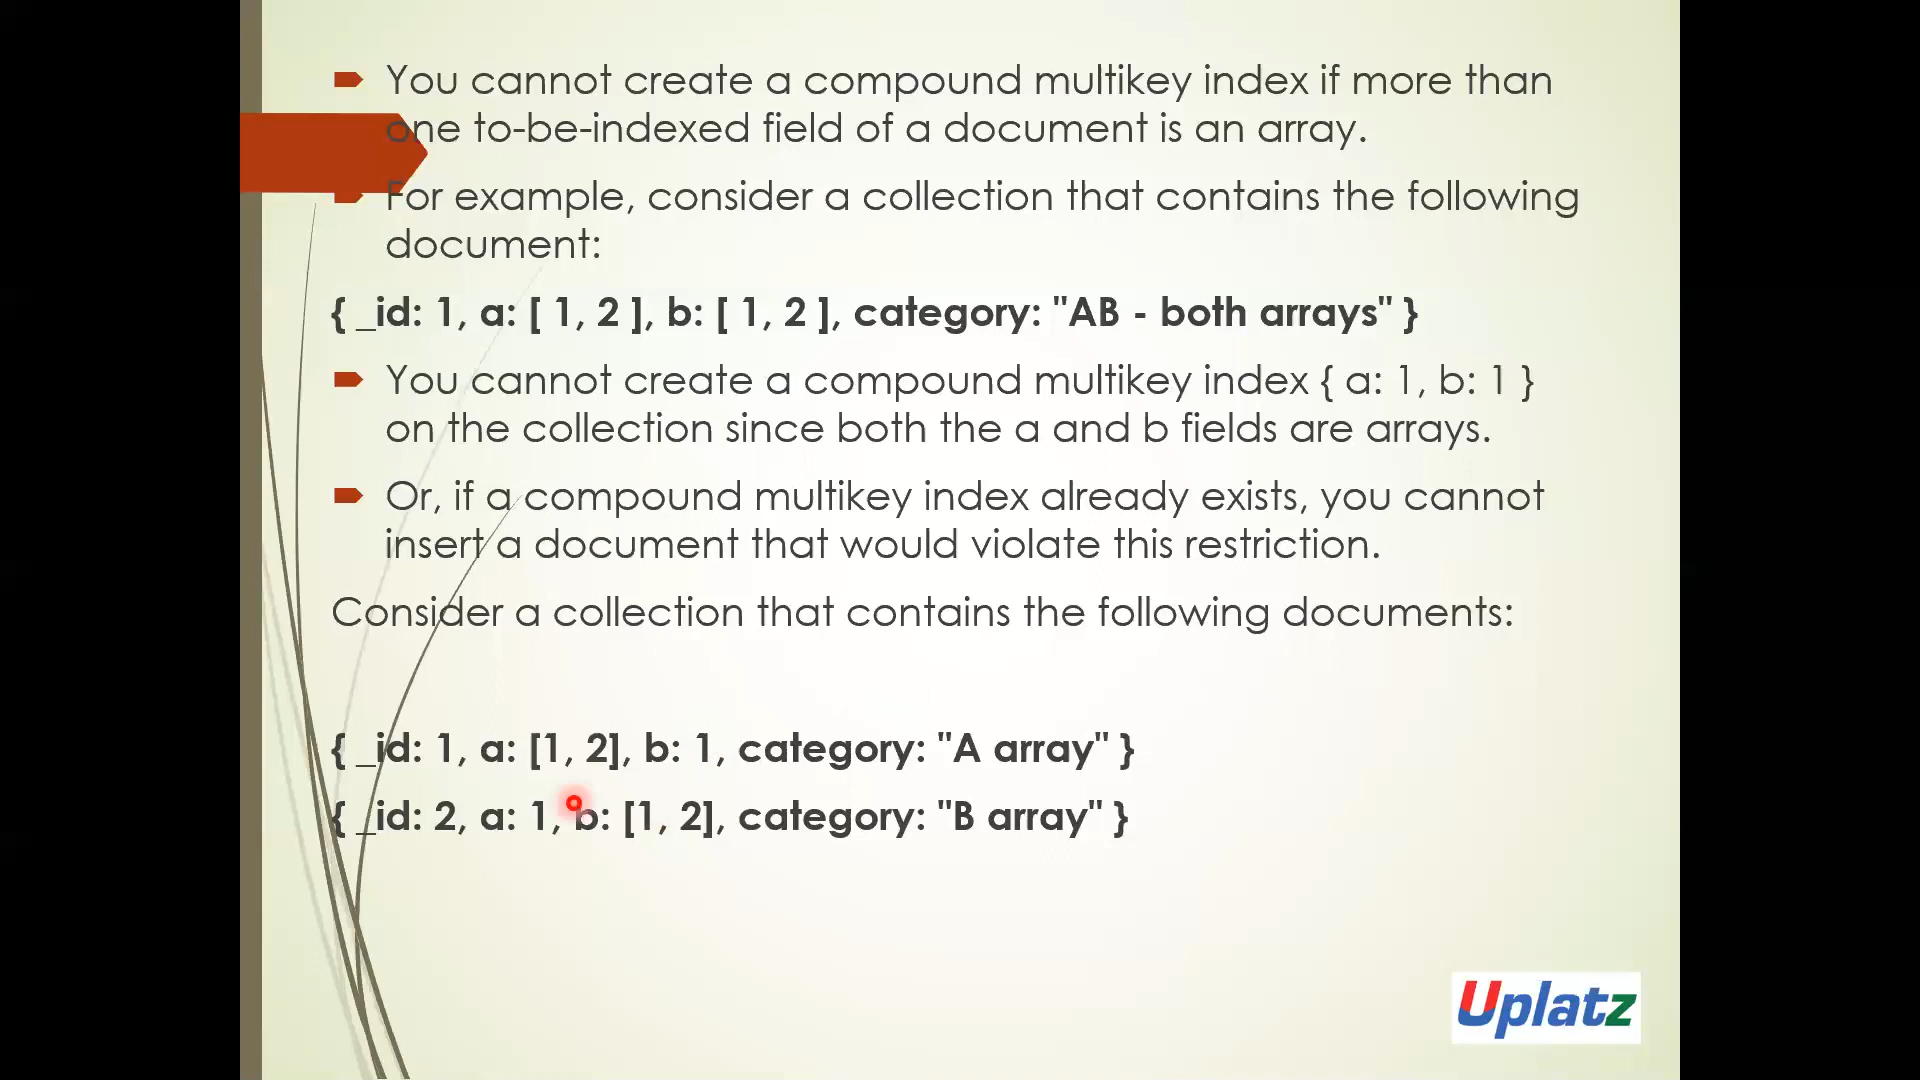 You cannot create a compound multikey index if more than
one to-be-indexed field of a document is an array.
For example, consider a collection that contains the following
document:
{ _id: 1, a: [ 1, 2 ], b: [ 1, 2 ], category: "AB - both arrays" }
You cannot create a compound multikey index { a: 1, b: 1 }
on the collection since both the a and b fields are arrays.
Or, if a compound multikey index already exists, you cannot
insert a document that would violate this restriction.
Consider a collection that contains the following documents:
{ _id: 1, a: [1, 2], b: 1, category: "A array" }
{ _id: 2, a: 1, b: [1, 2], category: "B array" }
Uplatz